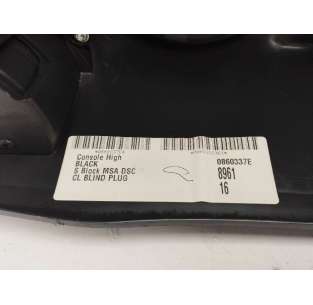 Console High
BLACK
S Block MSA DSC
CL BLIND PLUG
0860337E
8961
16